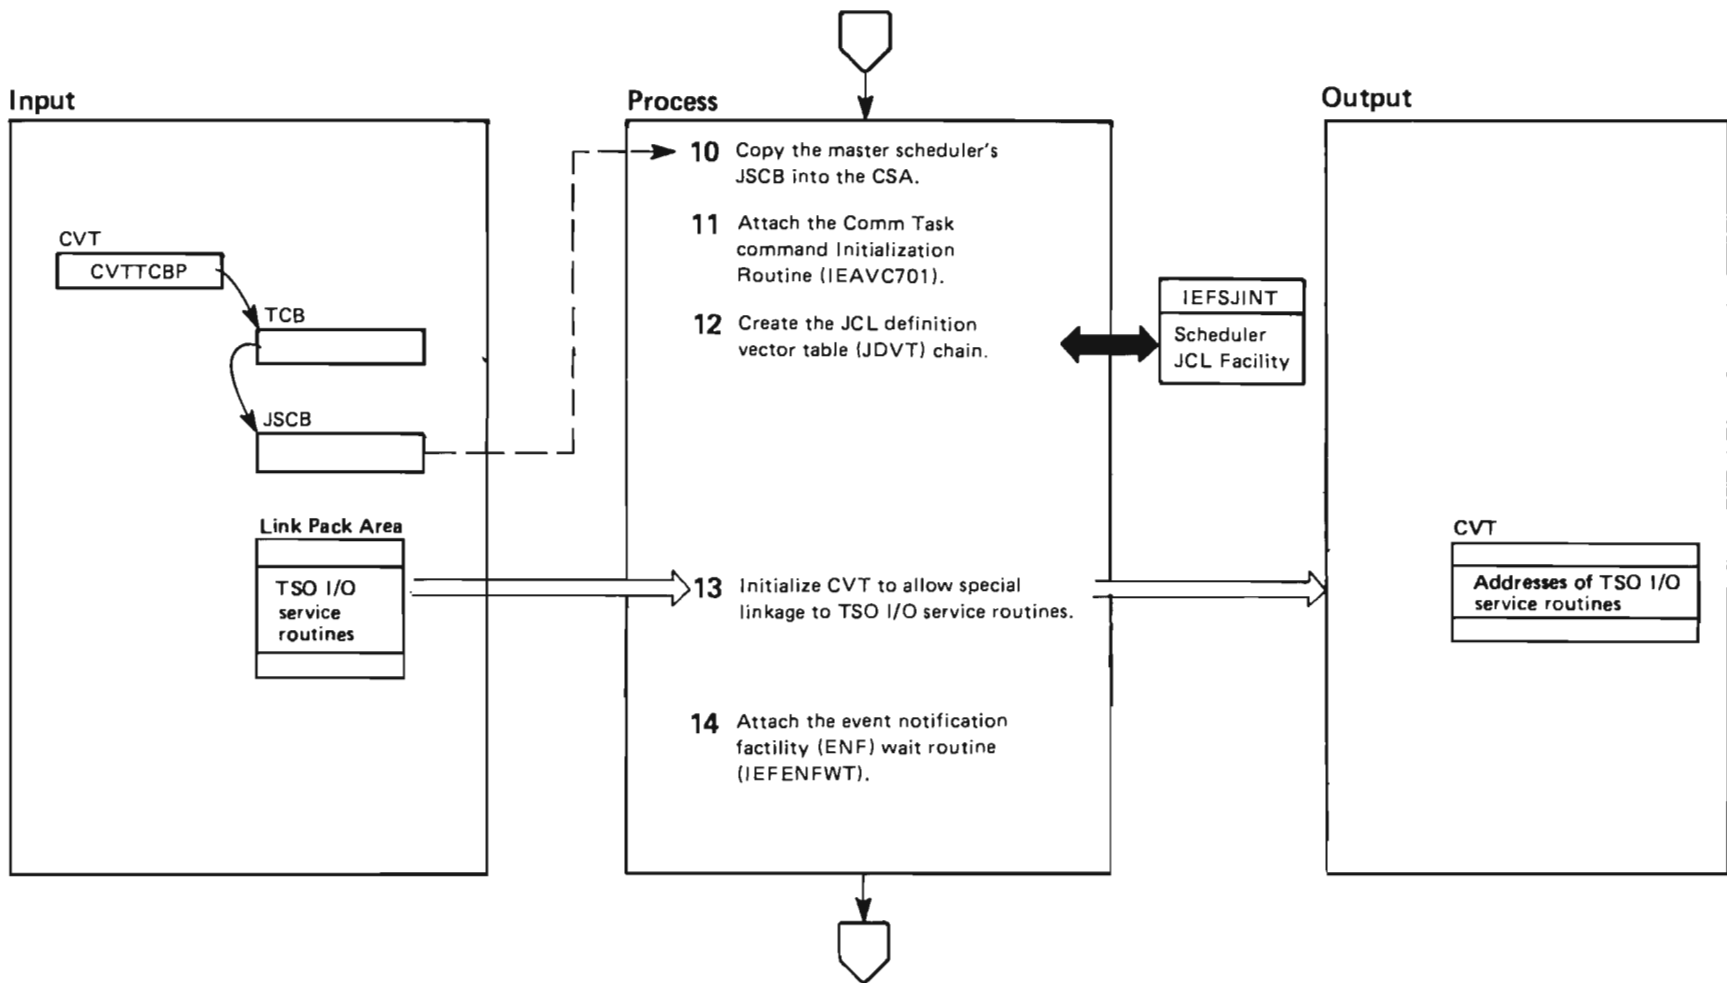 Input
CVT
CVTTCBP
TCB
JSCB
Link Pack Area
TSO I/O
service
routines
Process
10 Copy the master scheduler's
JSCB into the CSA.
11 Attach the Comm Task
command Initialization
Routine (IEAVC701).
12 Create the JCL definition
vector table (JDVT) chain.
13 Initialize CVT to allow special
linkage to TSO I/O service routines.
14 Attach the event notification
factility (ENF) wait routine
(IEFENFWT).
IEFSJINT
Scheduler
JCL Facility
Output
CVT
Addresses of TSO I/O
service routines